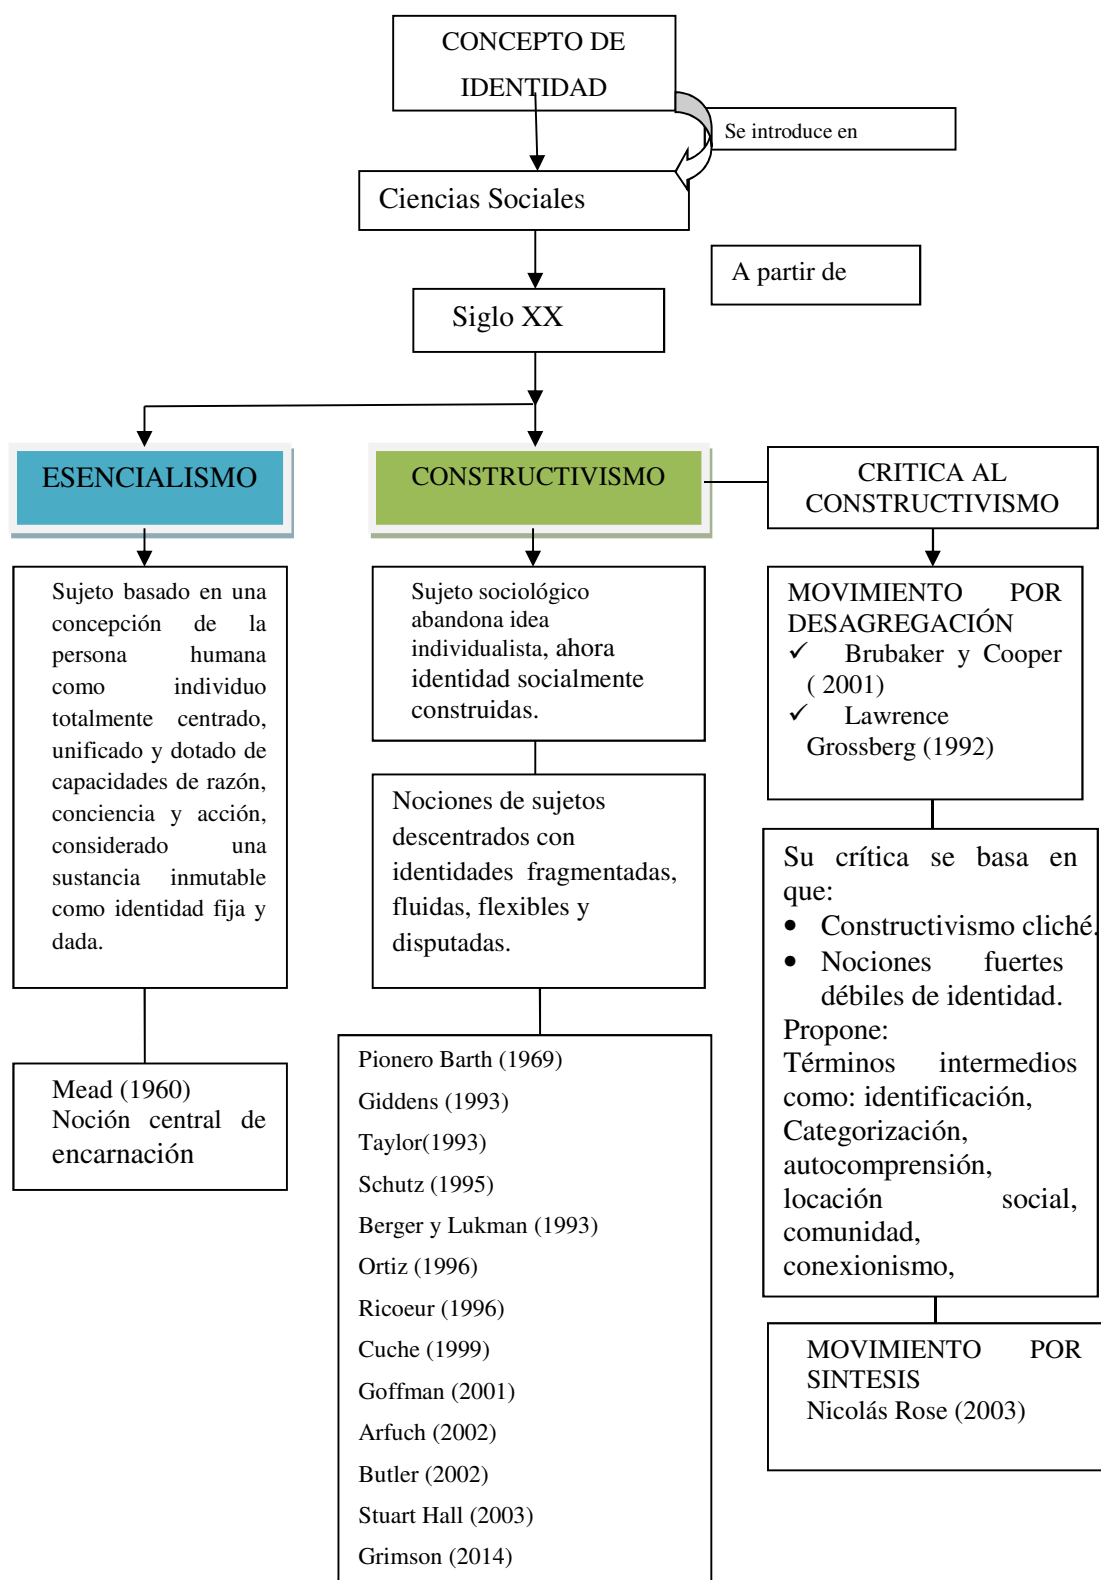 CONCEPTO DE
IDENTIDAD
Se introduce en
Ciencias Sociales
A partir de
Siglo XX
ESENCIALISMO
CONSTRUCTIVISMO
CRITICA AL
CONSTRUCTIVISMO
Sujeto basado en una
concepción de la
persona humana
como individuo
totalmente centrado,
unificado y dotado de
capacidades de razón,
conciencia y acción,
considerado una
sustancia inmutable
como identidad fija y
dada.
Mead (1960)
Noción central de
encarnación
Sujeto sociológico
abandona idea
individualista, ahora
identidad socialmente
construidas.
Nociones de sujetos
descentrados con
identidades fragmentadas,
fluidas, flexibles y
disputadas.
Pionero Barth (1969)
Giddens (1993)
Taylor(1993)
Schutz (1995)
Berger y Lukman (1993)
Ortiz (1996)
Ricoeur (1996)
Cuche (1999)
Goffman (2001)
Arfuch (2002)
Butler (2002)
Stuart Hall (2003)
Grimson (2014)
MOVIMIENTO POR
DESAGREGACIÓN
✓ Brubaker y Cooper
( 2001)
✓ Lawrence
Grossberg (1992)
Su crítica se basa en
que:
• Constructivismo cliché.
• Nociones fuertes
débiles de identidad.
Propone:
Términos intermedios
como: identificación,
Categorización,
autocomprensión,
locación social,
comunidad,
conexionismo,
MOVIMIENTO POR
SINTESIS
Nicolás Rose (2003)